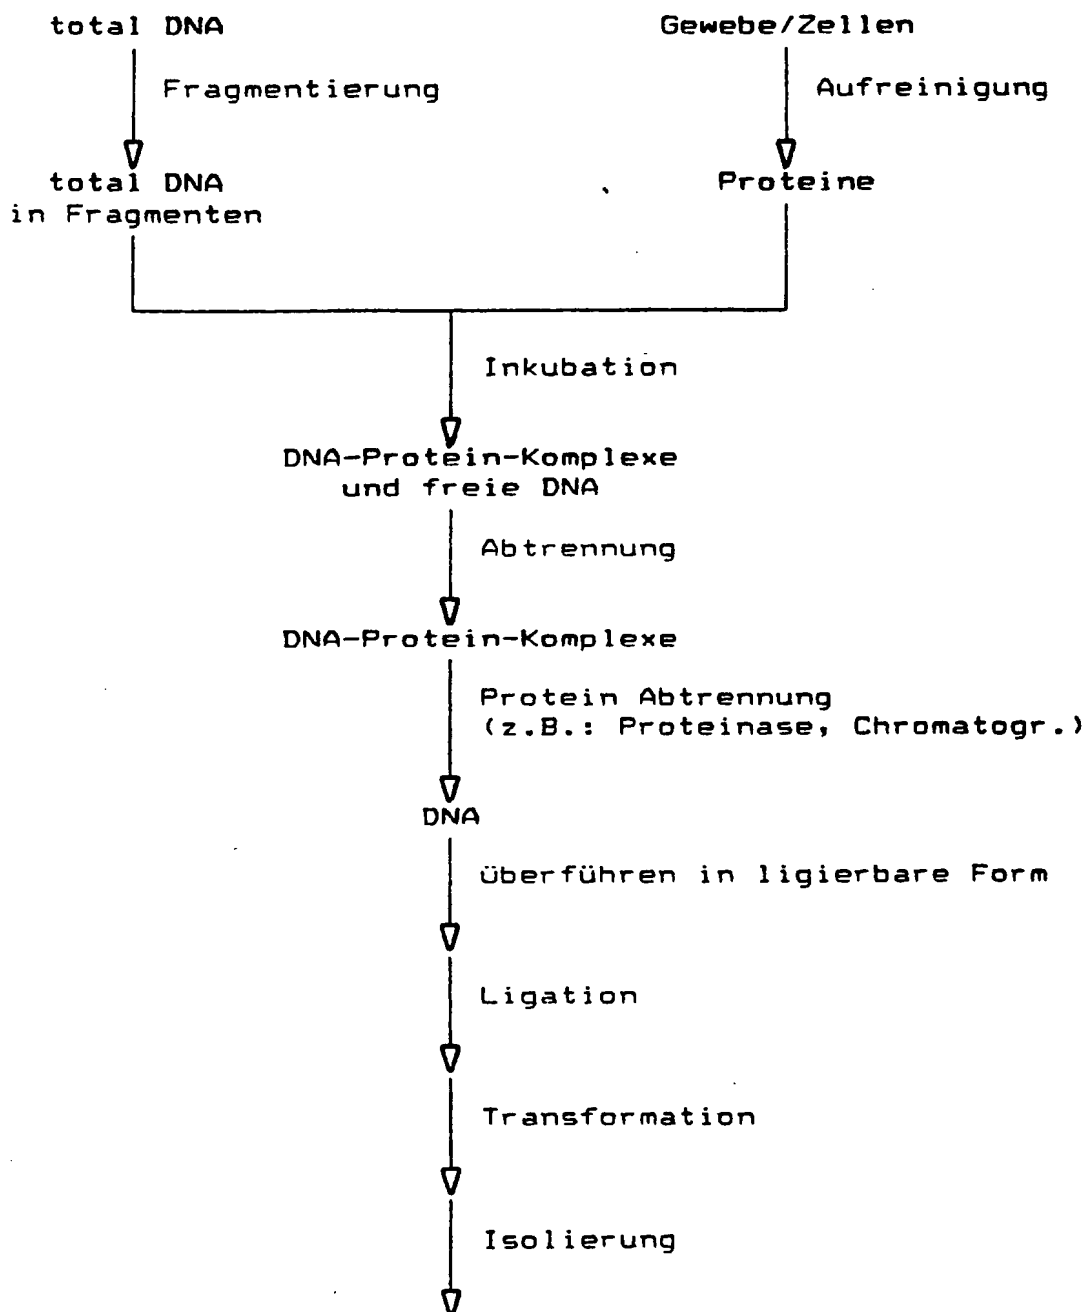 total DNA
Gewebe/Zellen
Fragmentierung
Aufreinigung
total DNA
in Fragmenten
Proteine
Inkubation
DNA-Protein-Komplexe
und freie DNA
Abtrennung
DNA-Protein-Komplexe
Protein Abtrennung
(z.B.: Proteinase, Chromatogr.)
DNA
überführen in ligierbare Form
Ligation
Transformation
Isolierung